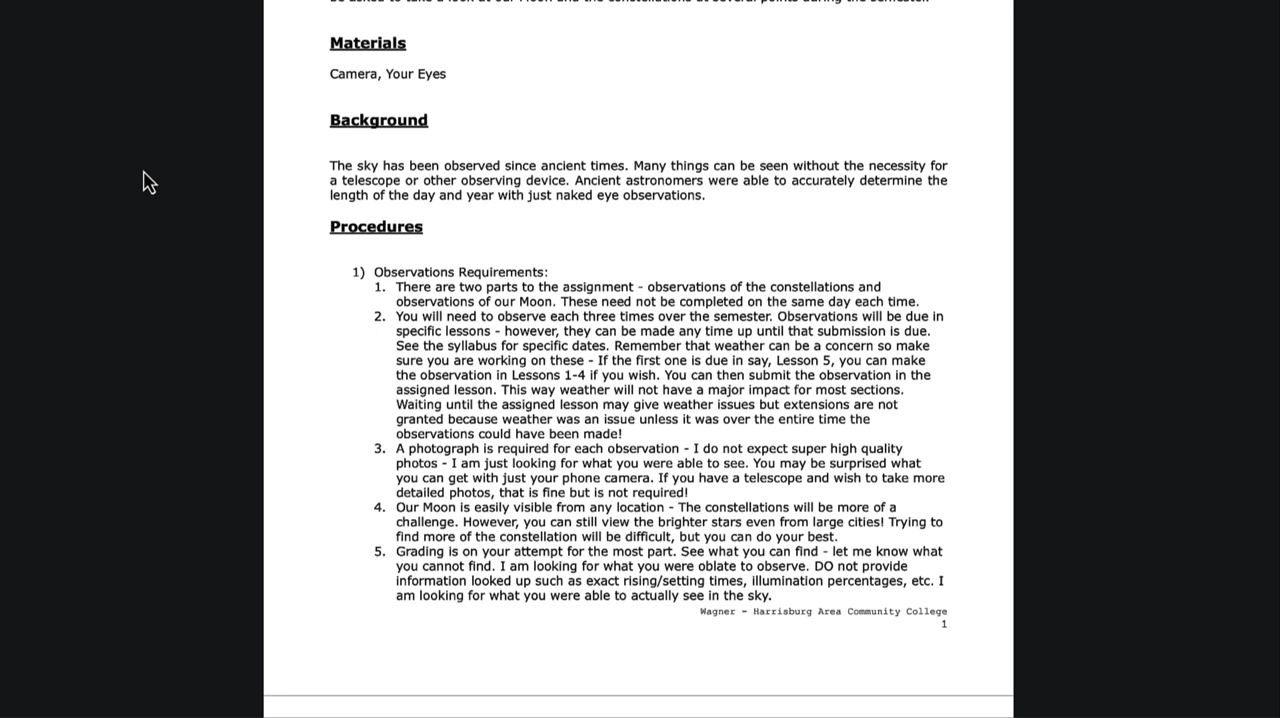 be asked to take a look at our Moon and the constellations at several points during the semester.
Materials
Camera, Your Eyes
Background
The sky has been observed since ancient times. Many things can be seen without the necessity for
a telescope or other observing device. Ancient astronomers were able to accurately determine the
length of the day and year with just naked eye observations.
Procedures
1) Observations Requirements:
1. There are two parts to the assignment - observations of the constellations and
observations of our Moon. These need not be completed on the same day each time.
2. You will need to observe each three times over the semester. Observations will be due in
specific lessons - however, they can be made any time up until that submission is due.
See the syllabus for specific dates. Remember that weather can be a concern so make
sure you are working on these - If the first one is due in say, Lesson 5, you can make
the observation in Lessons 1-4 if you wish. You can then submit the observation in the
assigned lesson. This way weather will not have a major impact for most sections.
Waiting until the assigned lesson may give weather issues but extensions are not
granted because weather was an issue unless it was over the entire time the
observations could have been made!
3. A photograph is required for each observation - I do not expect super high quality
photos - I am just looking for what you were able to see. You may be surprised what
you can get with just your phone camera. If you have a telescope and wish to take more
detailed photos, that is fine but is not required!
4. Our Moon is easily visible from any location - The constellations will be more of a
challenge. However, you can still view the brighter stars even from large cities! Trying to
find more of the constellation will be difficult, but you can do your best.
5. Grading is on your attempt for the most part. See what you can find - let me know what
you cannot find. I am looking for what you were oblate to observe. DO not provide
information looked up such as exact rising/setting times, illumination percentages, etc. I
am looking for what you were able to actually see in the sky.
Wagner - Harrisburg Area Community College
1